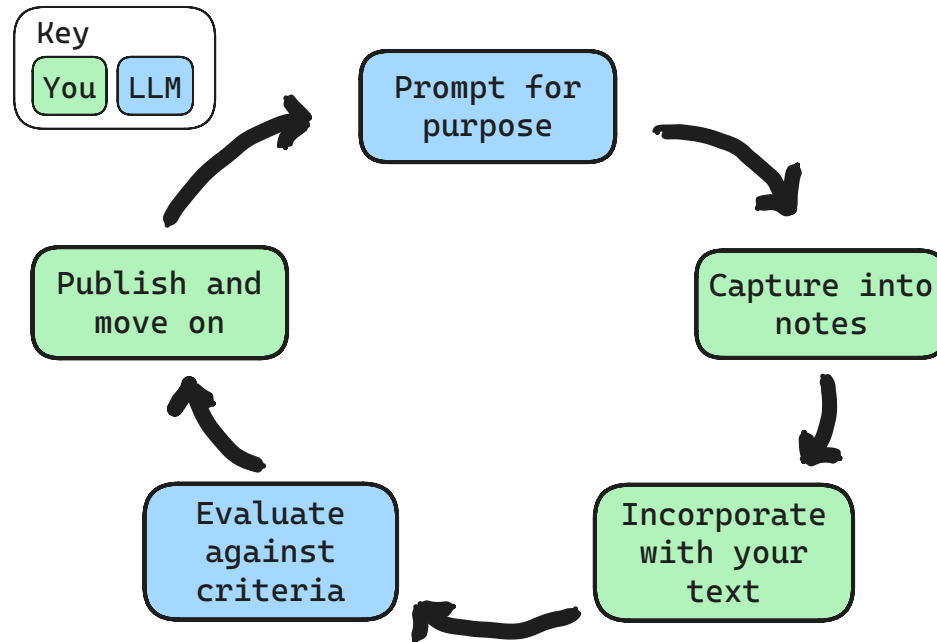 Key
You LLM
Prompt for
purpose
Publish and
move on
Capture into
notes
Evaluate
against
criteria
Incorporate
with your
text